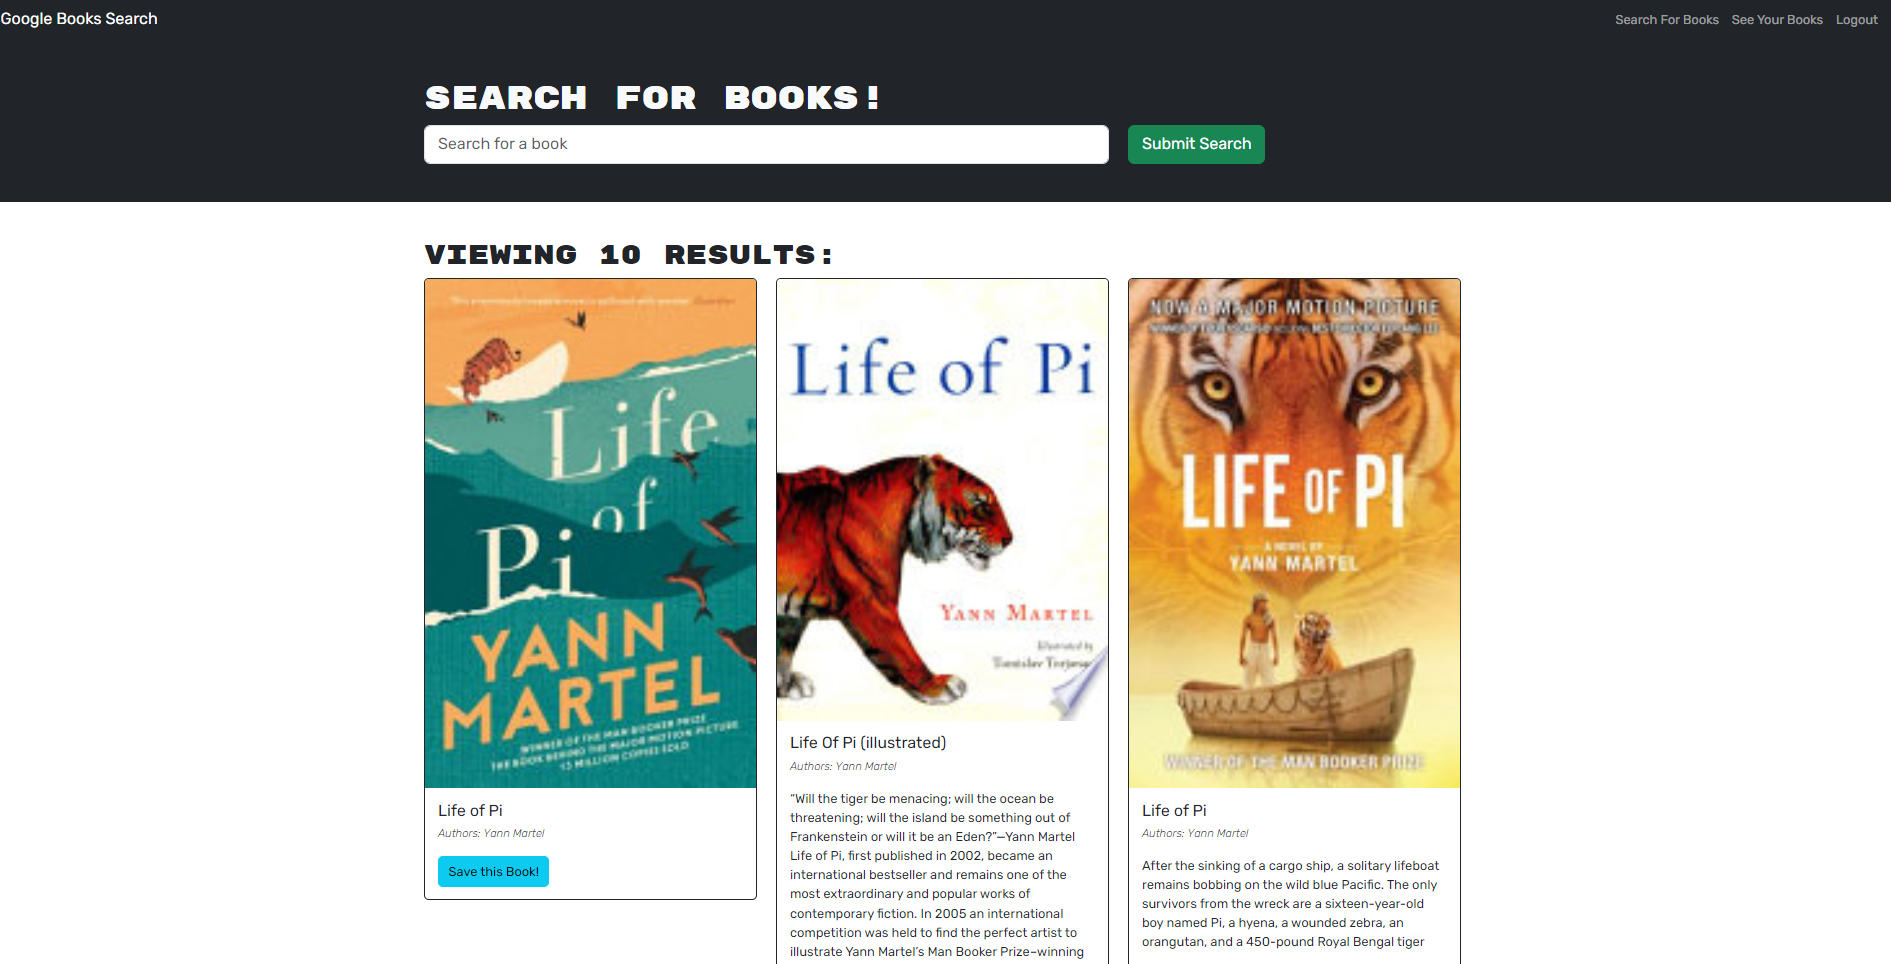 Google Books Search
Search For Books See Your Books Logout
SEARCH FOR BOOKS!
Search for a book
Submit Search
VIEWING 10 RESULTS:
Life
of
Pi
YANN
MARTEL
WINNER OF THE MAN BOOKER PRIZE
THE BOOK BEHIND THE MAJOR MOTION PICTURE
13 MILLION COPIES SOLD
Life of Pi
Authors: Yann Martel
Save this Book!
Life of Pi
YANN MARTEL
Illustrated by
Life Of Pi (illustrated)
Authors: Yann Martel
“Will the tiger be menacing; will the ocean be
threatening; will the island be something out of
Frankenstein or will it be an Eden?”—Yann Martel
Life of Pi, first published in 2002, became an
international bestseller and remains one of the
most extraordinary and popular works of
contemporary fiction. In 2005 an international
competition was held to find the perfect artist to
illustrate Yann Martel’s Man Booker Prize–winning
NOW A MAJOR MOTION PICTURE
LIFE OF PI
A NOVEL BY
YANN MARTEL
WINNER OF THE MAN BOOKER PRIZE
Life of Pi
Authors: Yann Martel
After the sinking of a cargo ship, a solitary lifeboat
remains bobbing on the wild blue Pacific. The only
survivors from the wreck are a sixteen-year-old
boy named Pi, a hyena, a wounded zebra, an
orangutan, and a 450-pound Royal Bengal tiger